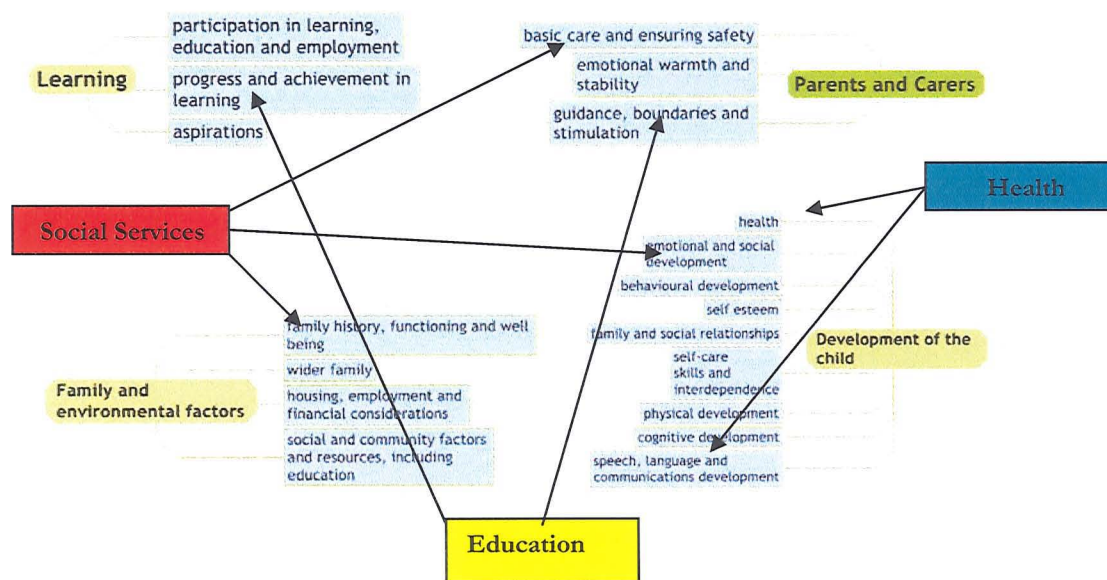 participation in learning,
education and employment
Learning
progress and achievement in
learning
aspirations
basic care and ensuring safety
emotional warmth and
stability
Parents and Carers
guidance, boundaries and
stimulation
Health
Social Services
health
emotional and social
development
behavioural development
self esteem
family and social relationships
self-care
skills and
interdependence
physical development
cognitive development
speech, language and
communications development
Development of the
child
family history, functioning and well
being
wider family
Family and
environmental factors
housing, employment and
financial considerations
social and community factors
and resources, including
education
Education